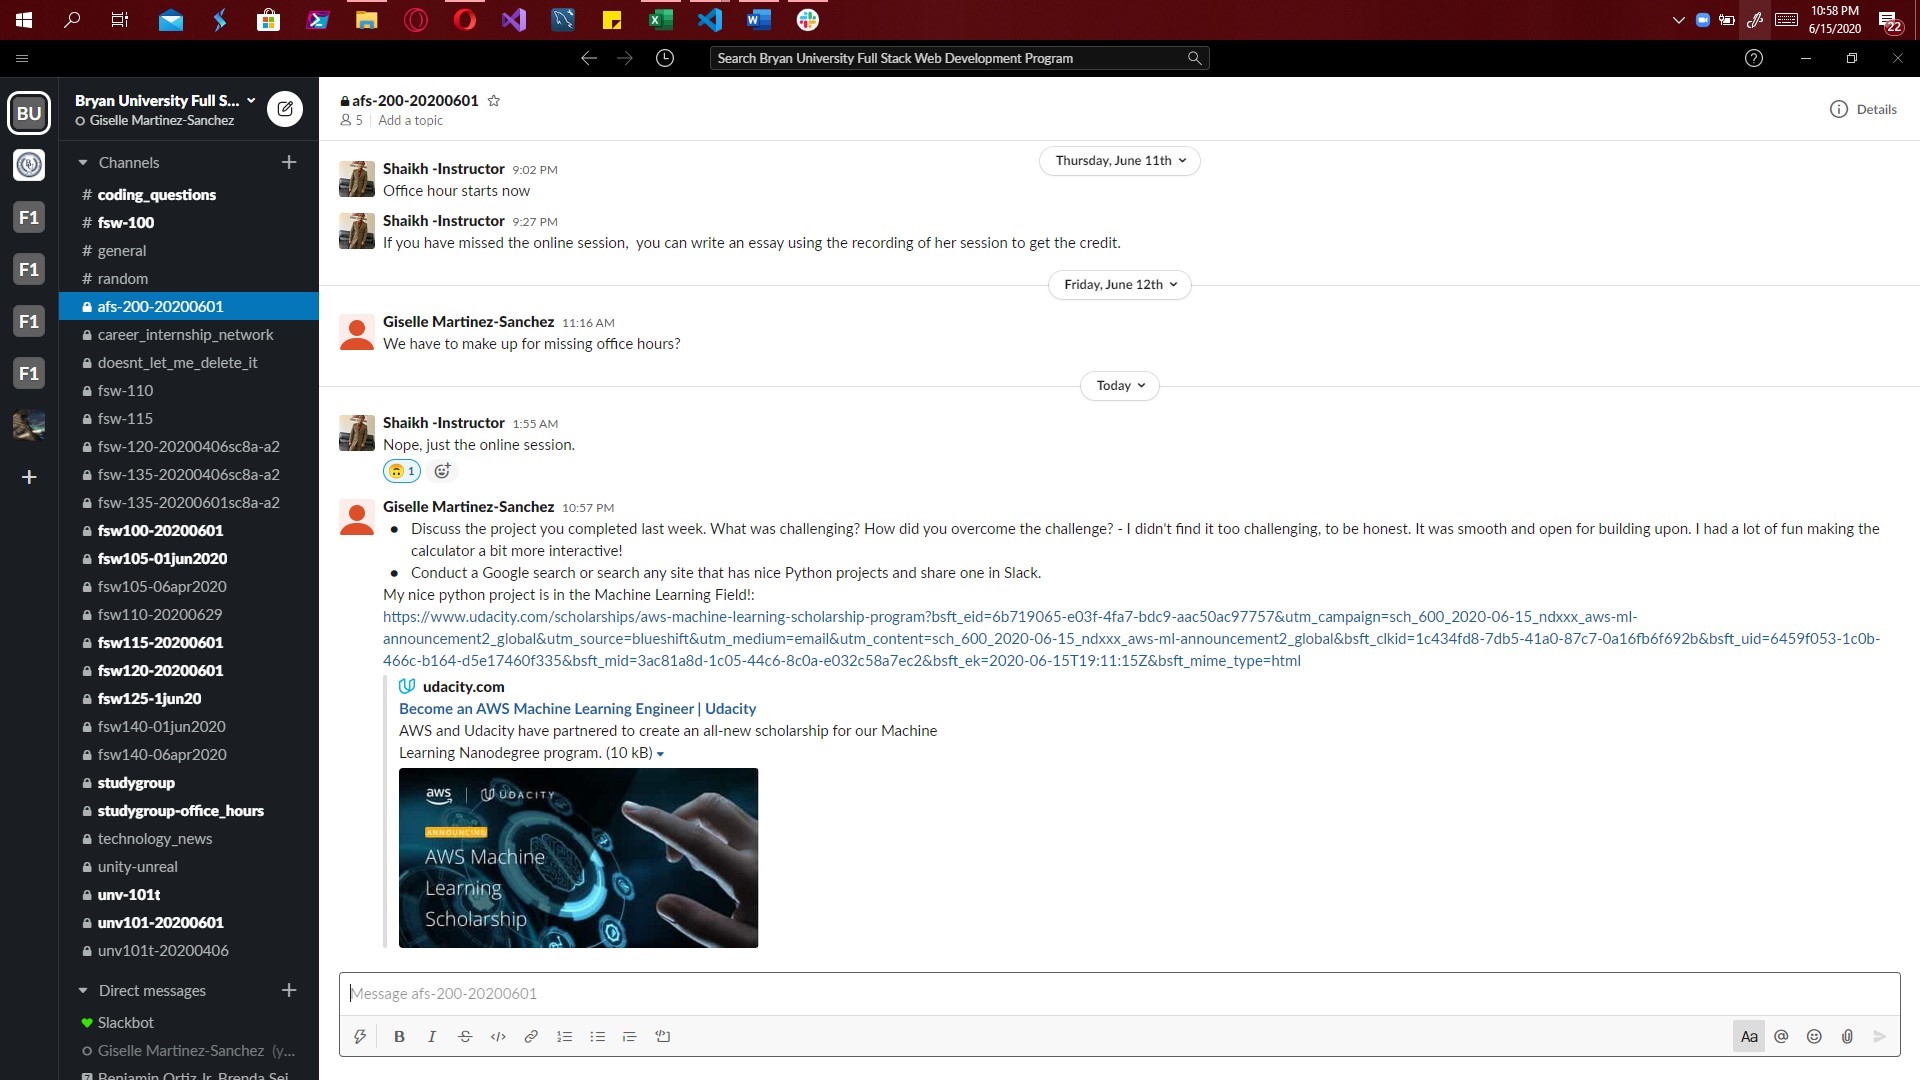 10:58 PM
6/15/2020
22
Search Bryan University Full Stack Web Development Program
BU
F1
F1
F1
F1
Bryan University Full S...
Giselle Martinez-Sanchez
Channels
# coding_questions
# fsw-100
# general
# random
afs-200-20200601
career_internship_network
doesnt_let_me_delete_it
fsw-110
fsw-115
fsw-120-20200406sc8a-a2
fsw-135-20200406sc8a-a2
fsw-135-20200601sc8a-a2
fsw100-20200601
fsw105-01jun2020
fsw105-06apr2020
fsw110-20200629
fsw115-20200601
fsw120-20200601
fsw125-1jun20
fsw140-01jun2020
fsw140-06apr2020
studygroup
studygroup-office_hours
technology_news
unity-unreal
unv-101t
unv101-20200601
unv101t-20200406
Direct messages
Slackbot
Giselle Martinez-Sanchez (y...
Benjamin Ortiz Jr, Brenda Sei
afs-200-20200601
5 | Add a topic
Details
Thursday, June 11th
Shaikh -Instructor 9:02 PM
Office hour starts now
Shaikh -Instructor 9:27 PM
If you have missed the online session, you can write an essay using the recording of her session to get the credit.
Friday, June 12th
Giselle Martinez-Sanchez 11:16 AM
We have to make up for missing office hours?
Today
Shaikh -Instructor 1:55 AM
Nope, just the online session.
1
Giselle Martinez-Sanchez 10:57 PM
• Discuss the project you completed last week. What was challenging? How did you overcome the challenge? - I didn't find it too challenging, to be honest. It was smooth and open for building upon. I had a lot of fun making the
calculator a bit more interactive!
• Conduct a Google search or search any site that has nice Python projects and share one in Slack.
My nice python project is in the Machine Learning Field!:
https://www.udacity.com/scholarships/aws-machine-learning-scholarship-program?bsft_eid=6b719065-e03f-4fa7-bdc9-aac50ac97757&utm_campaign=sch_600_2020-06-15_ndxxx_aws-ml-
announcement2_global&utm_source=blueshift&utm_medium=email&utm_content=sch_600_2020-06-15_ndxxx_aws-ml-announcement2_global&bsft_clkid=1c434fd8-7db5-41a0-87c7-0a16fb6f692b&bsft_uid=6459f053-1c0b-
466c-b164-d5e17460f335&bsft_mid=3ac81a8d-1c05-44c6-8c0a-e032c58a7ec2&bsft_ek=2020-06-15T19:11:15Z&bsft_mime_type=html
udacity.com
Become an AWS Machine Learning Engineer | Udacity
AWS and Udacity have partnered to create an all-new scholarship for our Machine
Learning Nanodegree program. (10 kB)
aws | UDACITY
ANNOUNCING
AWS Machine
Learning
Scholarship
Message afs-200-20200601
B I S </> Aa @